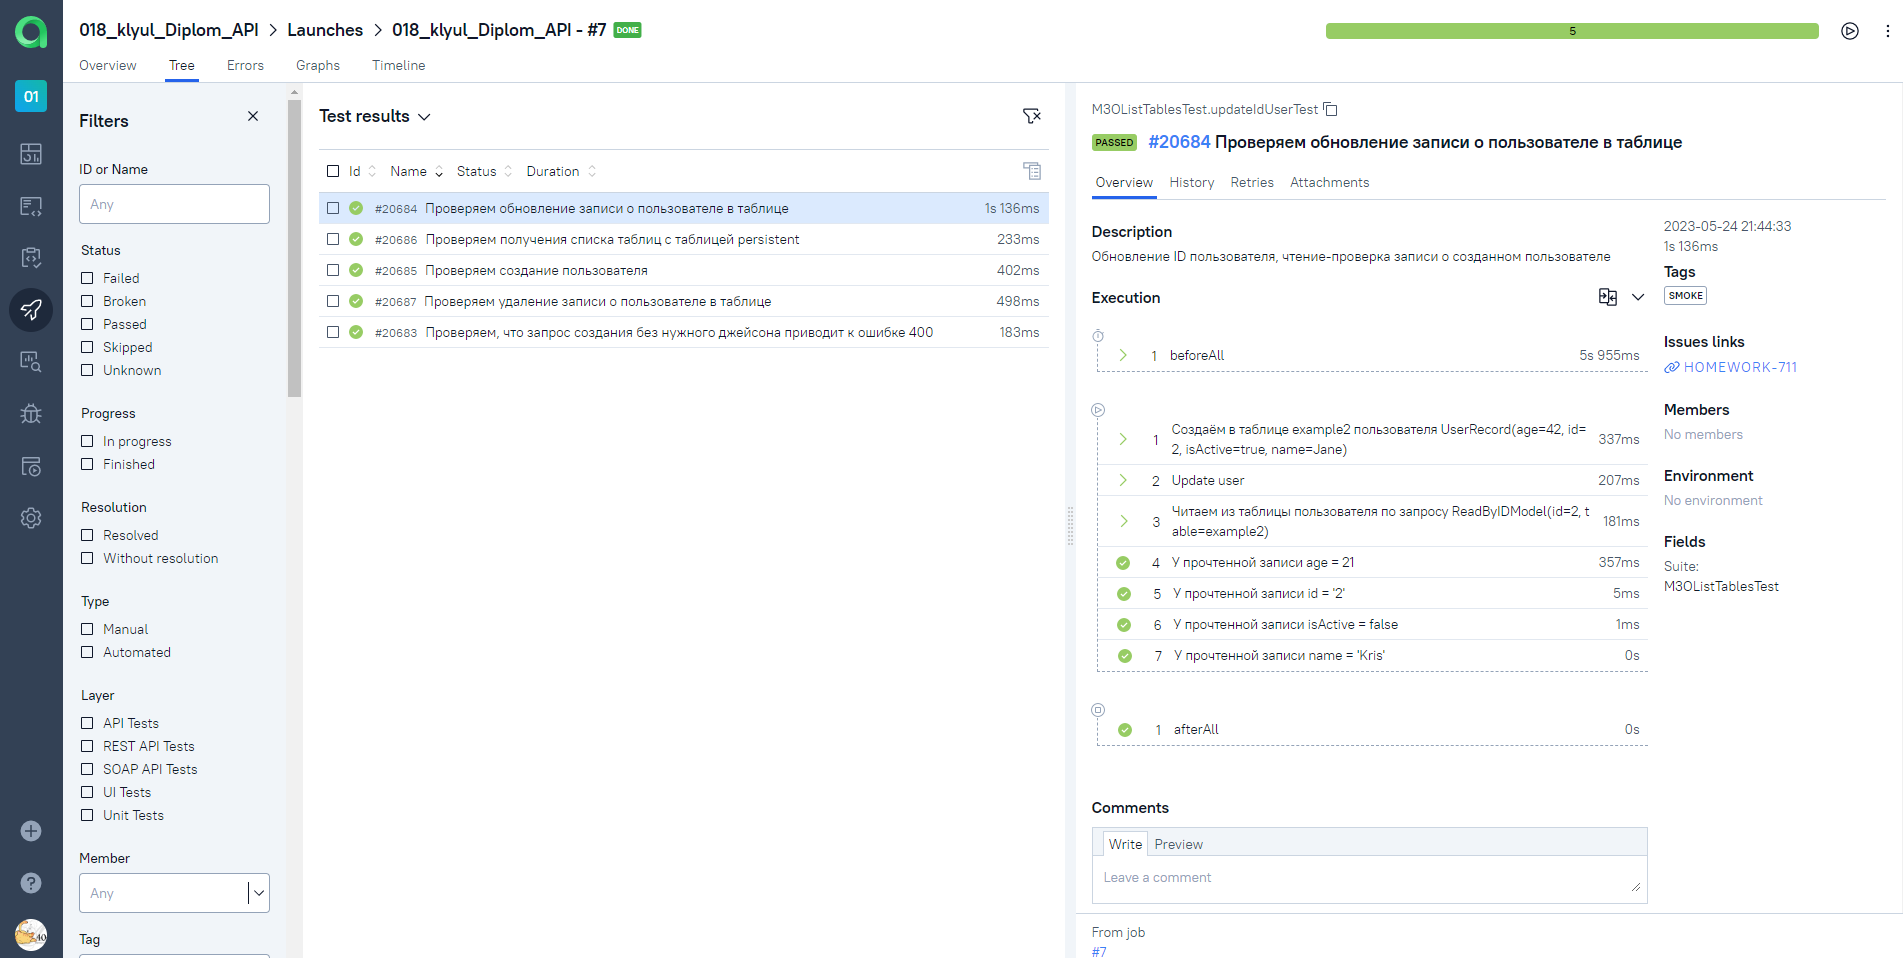 018_klyul_Diplom_API > Launches > 018_klyul_Diplom_API - #7 DONE
5
Overview Tree Errors Graphs Timeline
01
Filters
ID or Name
Any
Status
Failed
Broken
Passed
Skipped
Unknown
Progress
In progress
Finished
Resolution
Resolved
Without resolution
Type
Manual
Automated
Layer
API Tests
REST API Tests
SOAP API Tests
UI Tests
Unit Tests
Member
Any
Tag
Test results
Id Name Status Duration
#20684 Проверяем обновление записи о пользователе в таблице 1s 136ms
#20686 Проверяем получения списка таблиц с таблицей persistent 233ms
#20685 Проверяем создание пользователя 402ms
#20687 Проверяем удаление записи о пользователе в таблице 498ms
#20683 Проверяем, что запрос создания без нужного джейсона приводит к ошибке 400 183ms
M3OListTablesTest.updateIdUserTest
PASSED #20684 Проверяем обновление записи о пользователе в таблице
Overview History Retries Attachments
Description
Обновление ID пользователя, чтение-проверка записи о созданном пользователе
Execution
1 beforeAll 5s 955ms
1 Создаём в таблице example2 пользователя UserRecord(age=42, id=
2, isActive=true, name=Jane) 337ms
2 Update user 207ms
3 Читаем из таблицы пользователя по запросу ReadByIDModel(id=2, t
able=example2) 181ms
4 У прочтенной записи age = 21 357ms
5 У прочтенной записи id = '2' 5ms
6 У прочтенной записи isActive = false 1ms
7 У прочтенной записи name = 'Kris' 0s
1 afterAll 0s
Comments
Write Preview
Leave a comment
From job
#7
2023-05-24 21:44:33
1s 136ms
Tags
SMOKE
Issues links
HOMEWORK-711
Members
No members
Environment
No environment
Fields
Suite:
M3OListTablesTest